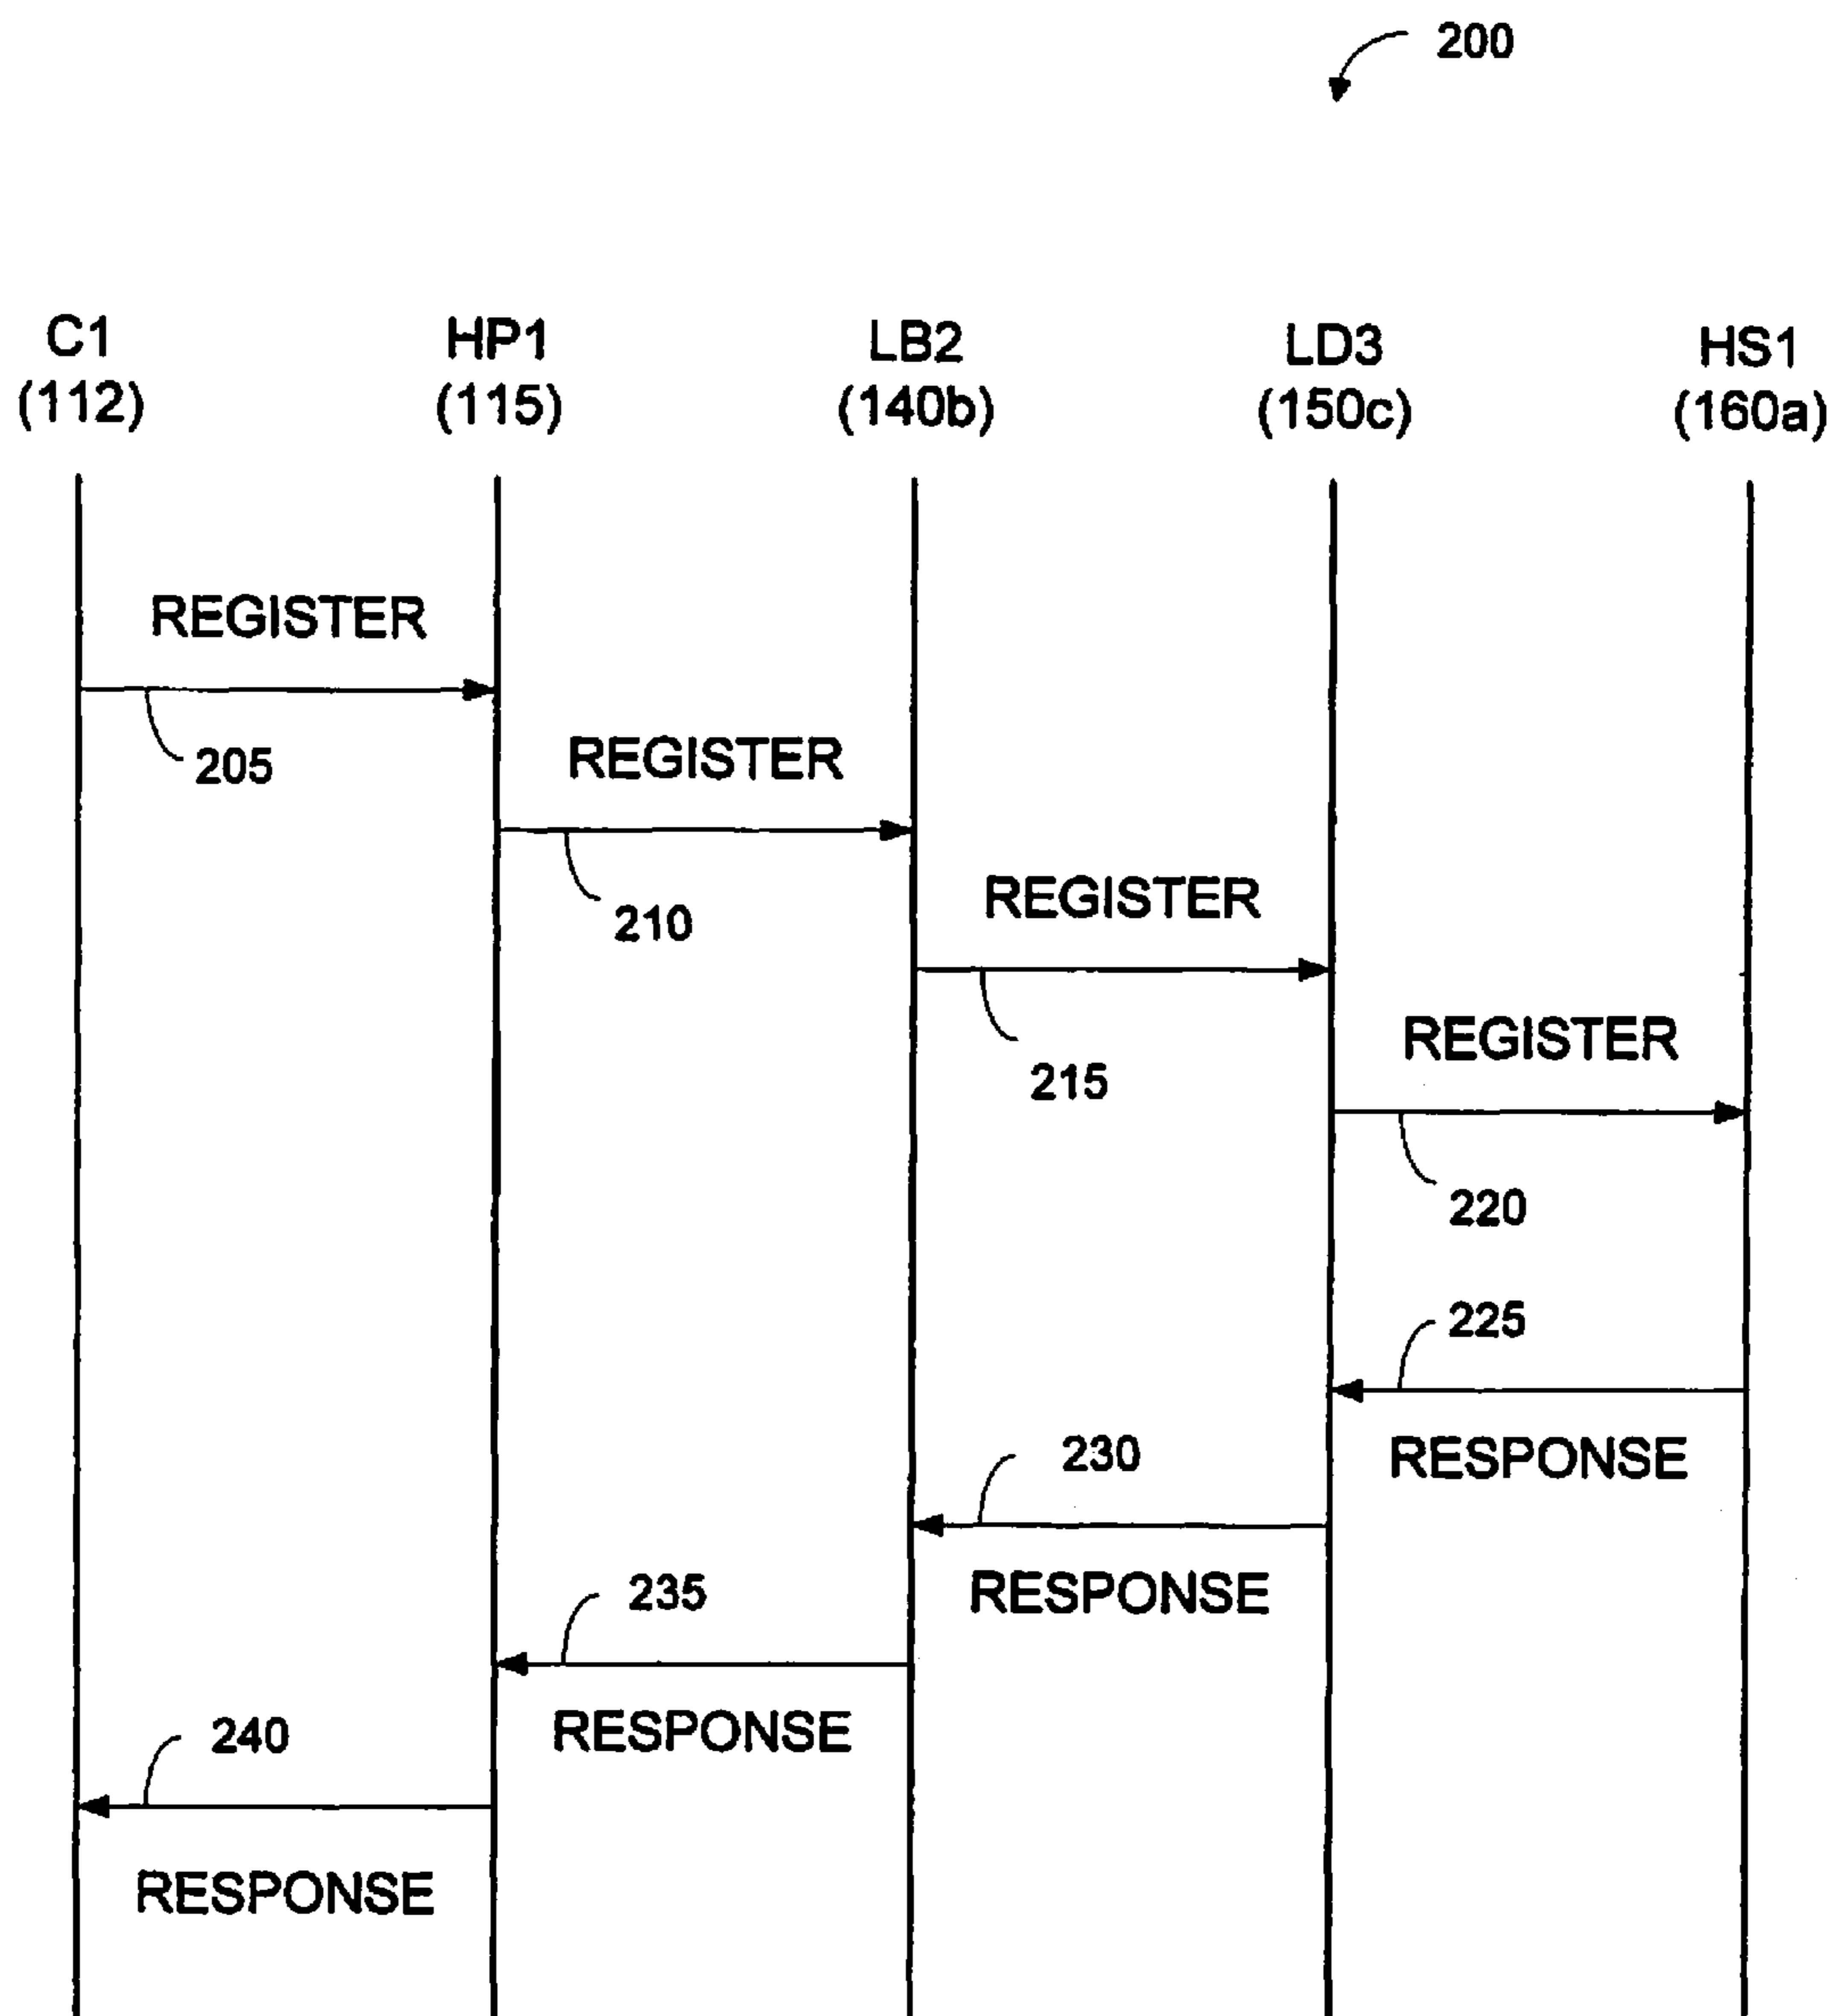 200
C1
(112)
HP1
(115)
LB2
(140b)
LD3
(150c)
HS1
(160a)
REGISTER
205
REGISTER
210
REGISTER
215
REGISTER
220
225
RESPONSE
230
RESPONSE
235
RESPONSE
240
RESPONSE